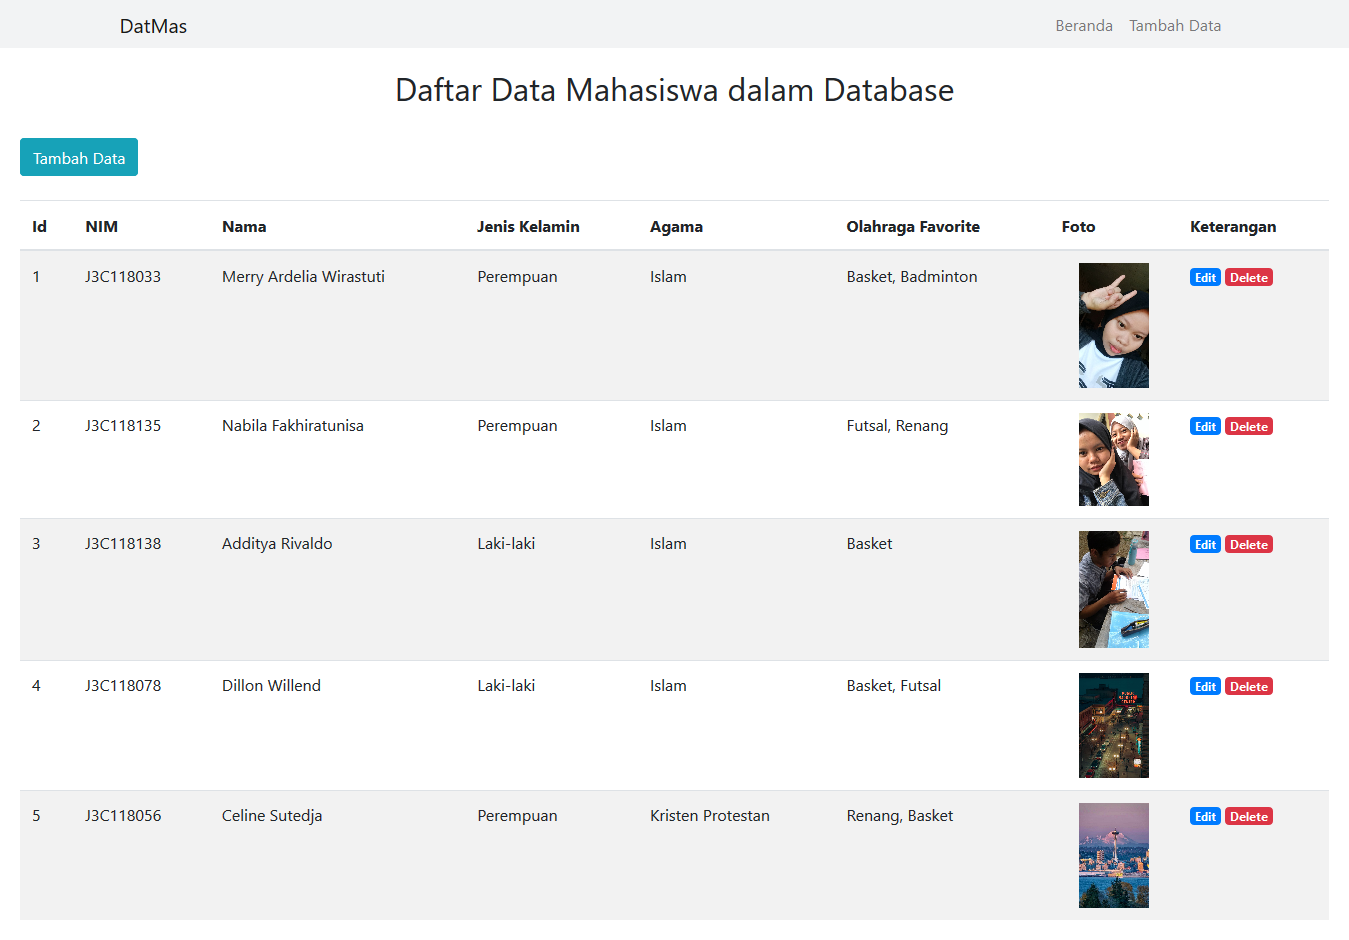 DatMas Beranda Tambah Data
Daftar Data Mahasiswa dalam Database
Tambah Data
Id NIM Nama Jenis Kelamin Agama Olahraga Favorite Foto Keterangan
1 J3C118033 Merry Ardelia Wirastuti Perempuan Islam Basket, Badminton Edit Delete
2 J3C118135 Nabila Fakhiratunisa Perempuan Islam Futsal, Renang Edit Delete
3 J3C118138 Additya Rivaldo Laki-laki Islam Basket Edit Delete
4 J3C118078 Dillon Willend Laki-laki Islam Basket, Futsal Edit Delete
5 J3C118056 Celine Sutedja Perempuan Kristen Protestan Renang, Basket Edit Delete